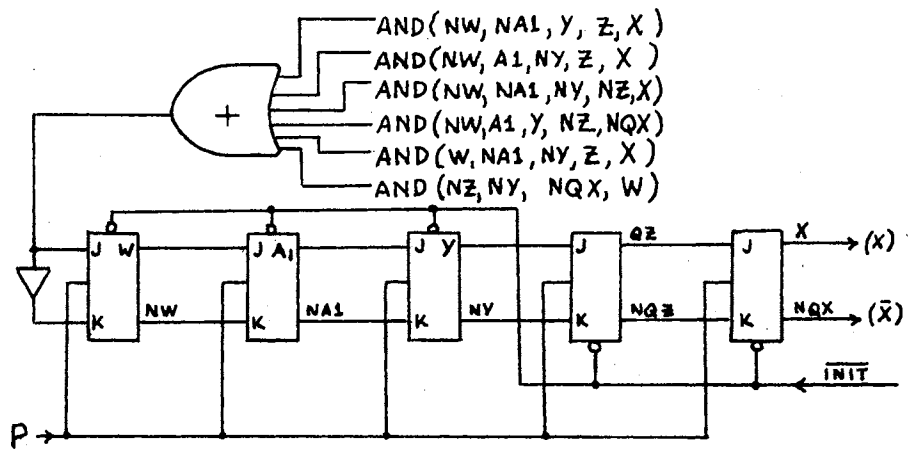 AND(NW, NA1, Y, Z, X)
AND(NW, A1, NY, Z, X)
AND(NW, NA1, NY, NZ, X)
+
AND(NW, A1, Y, NZ, NQX)
AND(W, NA1, NY, Z, X)
AND(NZ, NY, NQX, W)
J W J A1 J Y J QZ J X (X)
K NW K NA1 K NY K NQZ K NQX (X̄)
INIT
P